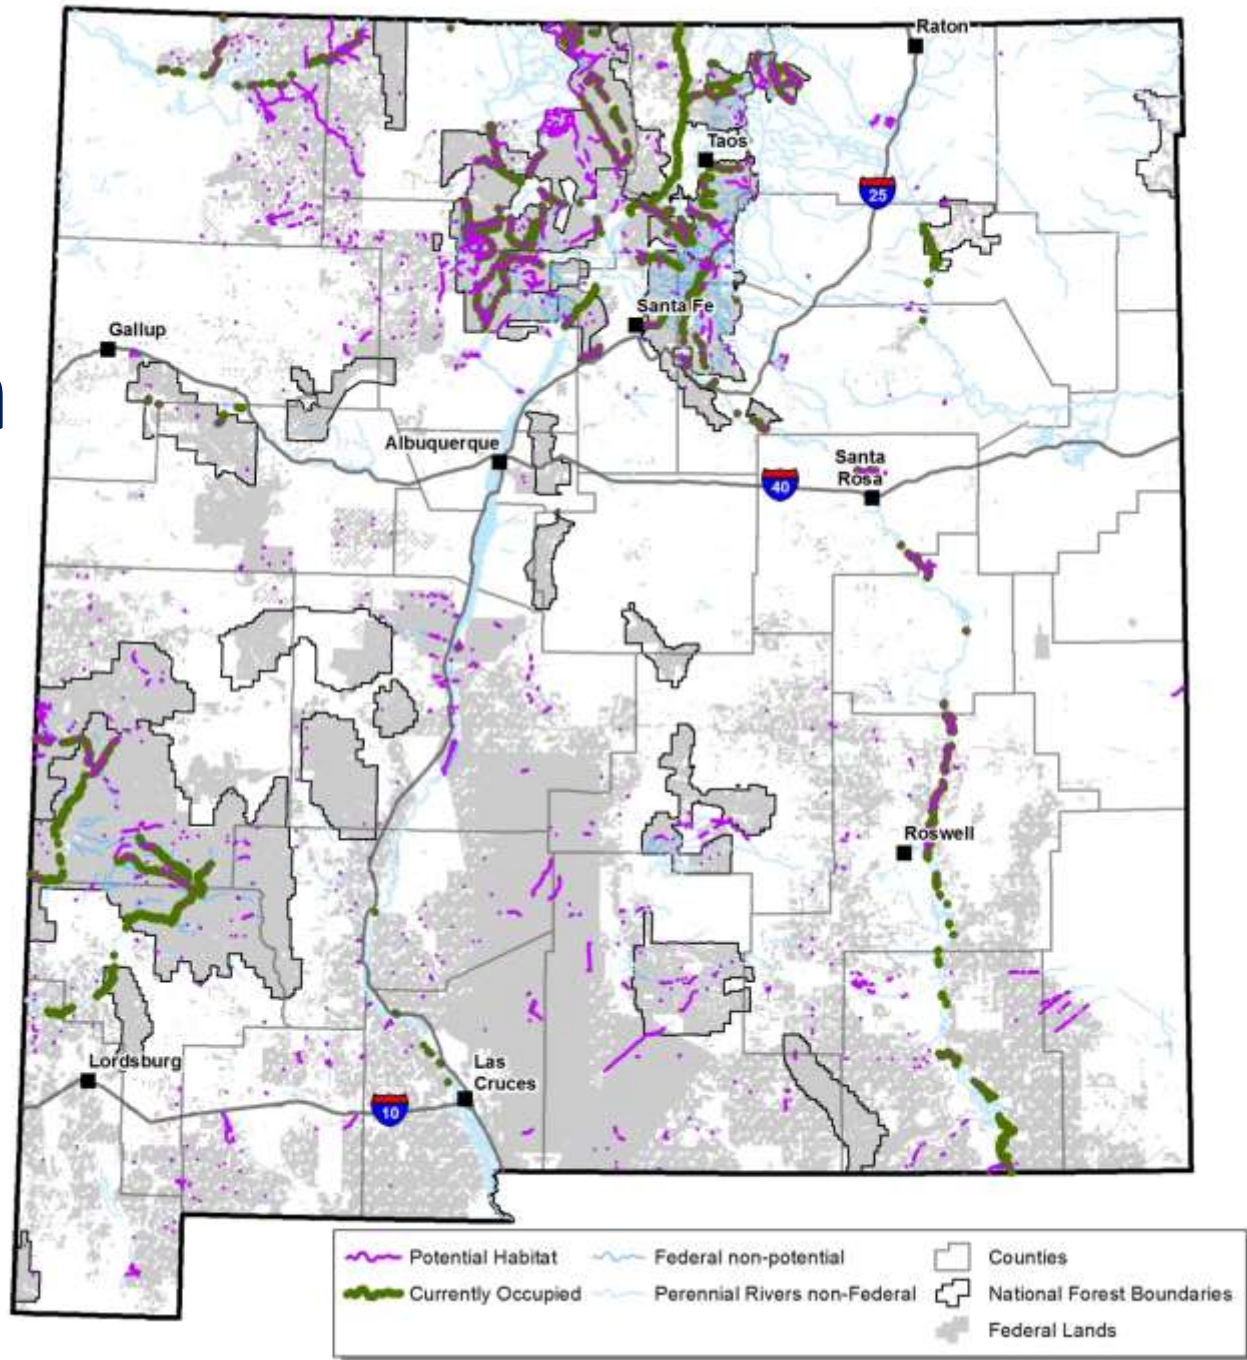 Raton
Taos
25
Santa Fe
Gallup
Albuquerque
Santa
Rosa
40
Roswell
Lordsburg
Las
Cruces
10
Potential Habitat
Federal non-potential
Counties
Currently Occupied
Perennial Rivers non-Federal
National Forest Boundaries
Federal Lands